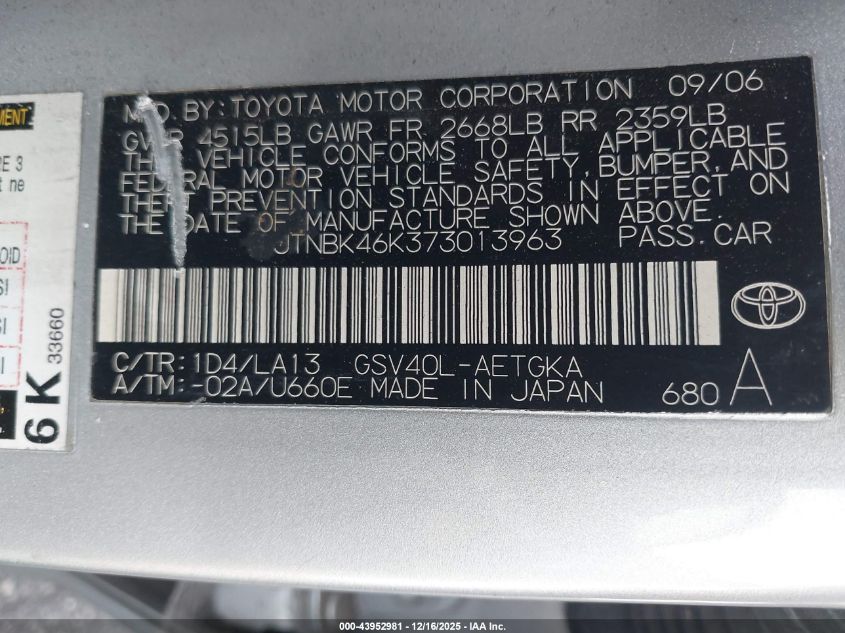 MFD BY: TOYOTA MOTOR CORPORATION 09/06
GVWR 4515LB GAWR FR 2668LB RR 2359LB
THIS VEHICLE CONFORMS TO ALL APPLICABLE
FEDERAL MOTOR VEHICLE SAFETY, BUMPER, AND
THEFT PREVENTION STANDARDS IN EFFECT ON
THE DATE OF MANUFACTURE SHOWN ABOVE.
JTNBK46K373013963 PASS. CAR
C/TR: 1D4/LA13 GSV40L-AETGKA
A/TM: -02A/U660E MADE IN JAPAN 680 A
6 K 33660
000-43952981 - 12/16/2025 - IAA Inc.